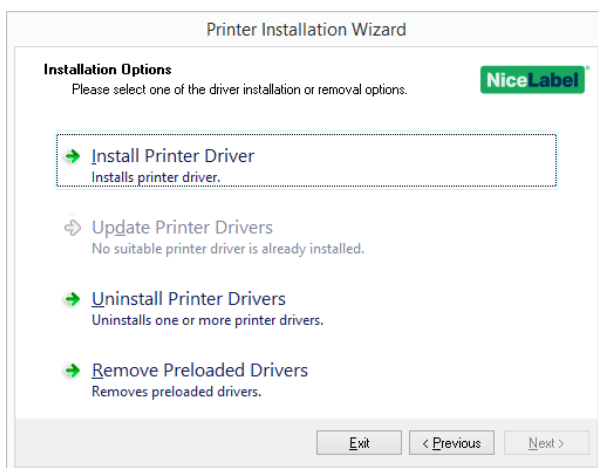 Printer Installation Wizard
Installation Options
Please select one of the driver installation or removal options.
NiceLabel
Install Printer Driver
Installs printer driver.
Update Printer Drivers
No suitable printer driver is already installed.
Uninstall Printer Drivers
Uninstalls one or more printer drivers.
Remove Preloaded Drivers
Removes preloaded drivers.
Exit < Previous Next >